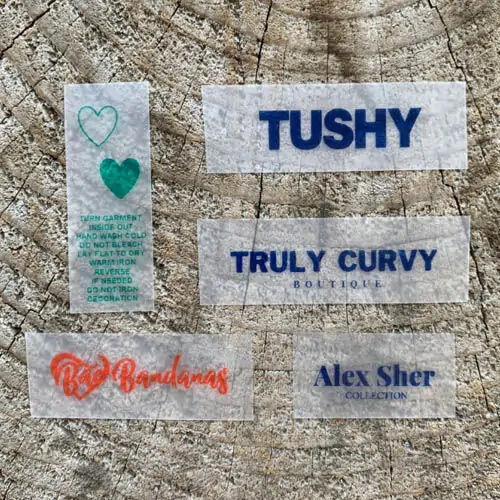 TUSHY
TURN GARMENT
INSIDE OUT
HAND WASH COLD
DO NOT BLEACH
LAY FLAT TO DRY
WARM IRON
REVERSE
IF NEEDED
DO NOT IRON
DECORATION
TRULY CURVY
BOUTIQUE
Bandanas
Alex Sher
COLLECTION